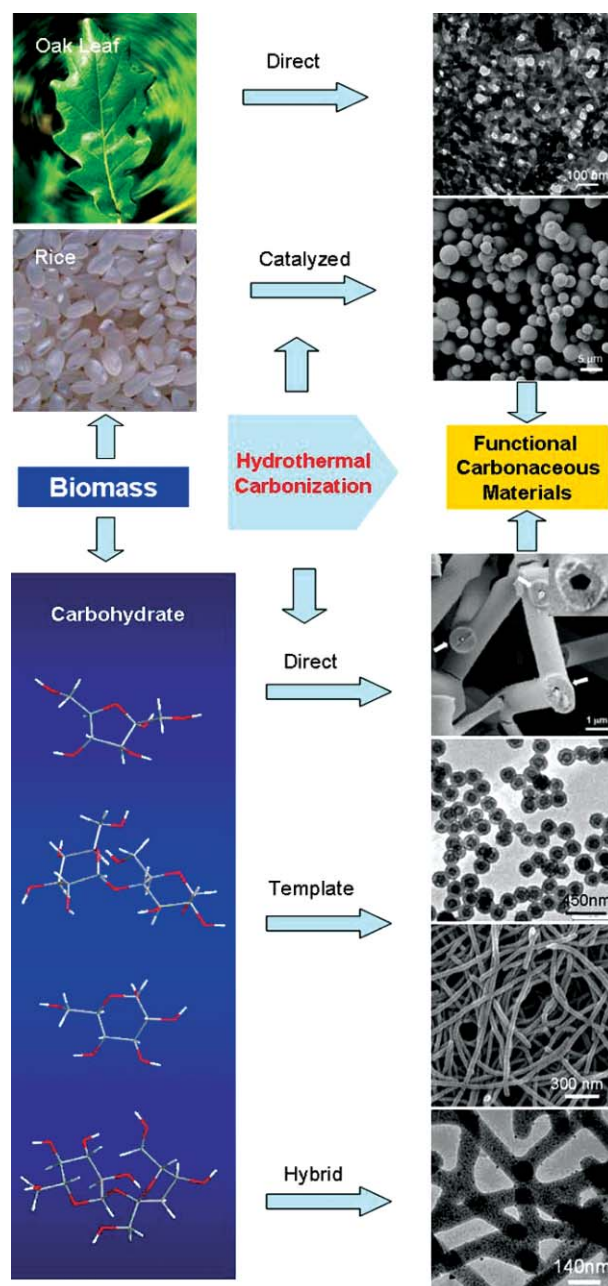 Oak Leaf
Direct
100 nm
Rice
Catalyzed
5 µm
Biomass
Hydrothermal
Carbonization
Functional
Carbonaceous
Materials
Carbohydrate
Direct
1 µm
Template
450nm
300 nm
Hybrid
140nm